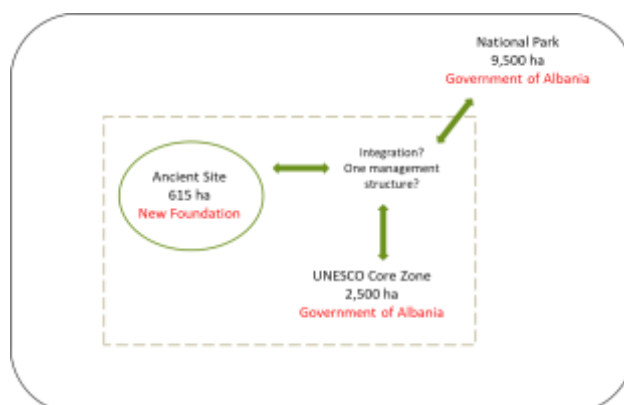 National Park
9,500 ha
Government of Albania
Integration?
One management
structure?
Ancient Site
615 ha
New Foundation
UNESCO Core Zone
2,500 ha
Government of Albania